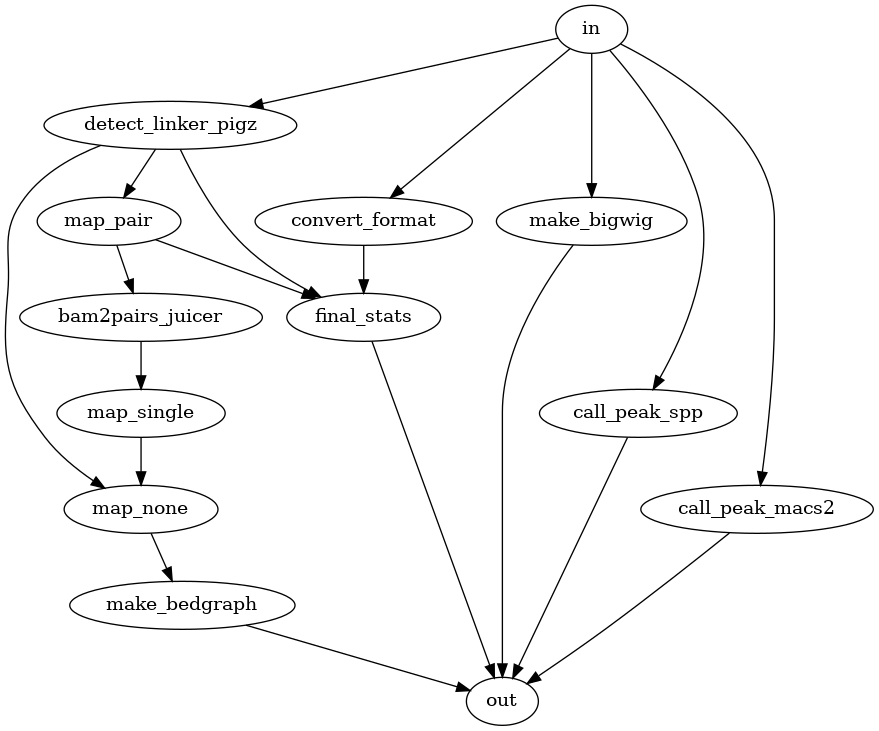 in
detect_linker_pigz
map_pair
convert_format
make_bigwig
bam2pairs_juicer
final_stats
map_single
call_peak_spp
map_none
call_peak_macs2
make_bedgraph
out